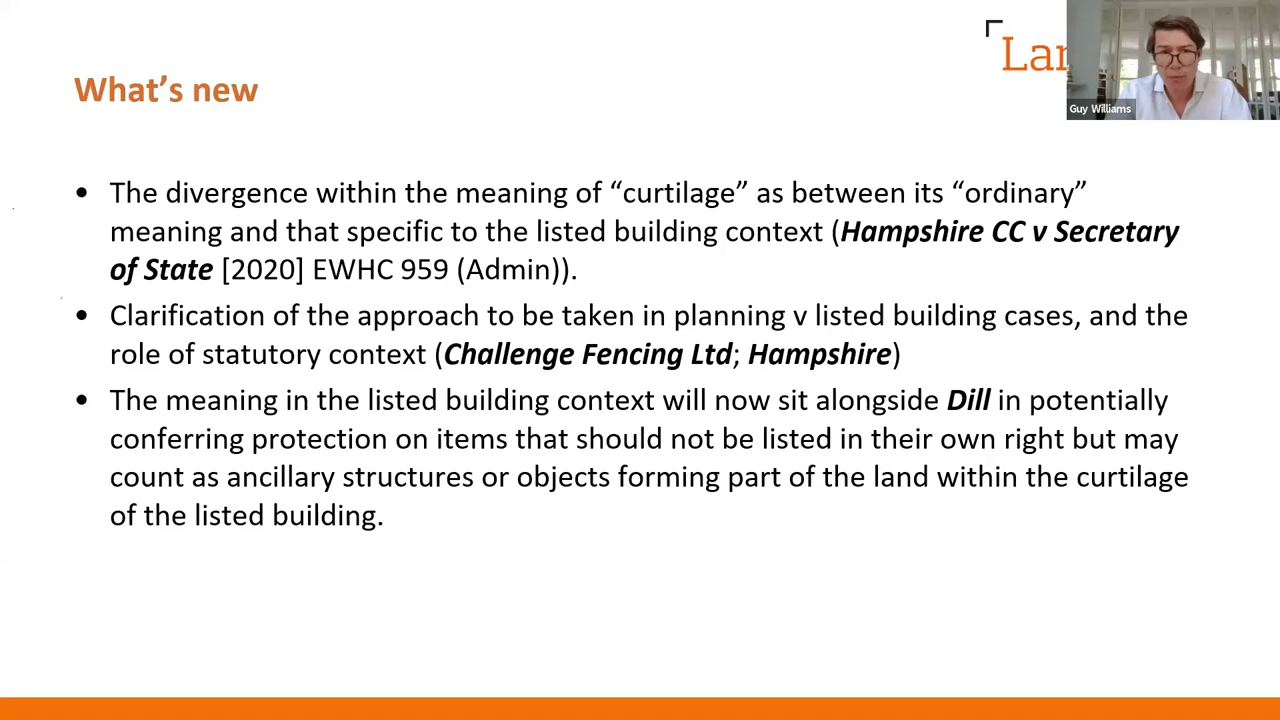 Lan
What's new
Guy Williams
• The divergence within the meaning of “curtilage” as between its “ordinary”
meaning and that specific to the listed building context (Hampshire CC v Secretary
of State [2020] EWHC 959 (Admin)).
• Clarification of the approach to be taken in planning v listed building cases, and the
role of statutory context (Challenge Fencing Ltd; Hampshire)
• The meaning in the listed building context will now sit alongside Dill in potentially
conferring protection on items that should not be listed in their own right but may
count as ancillary structures or objects forming part of the land within the curtilage
of the listed building.